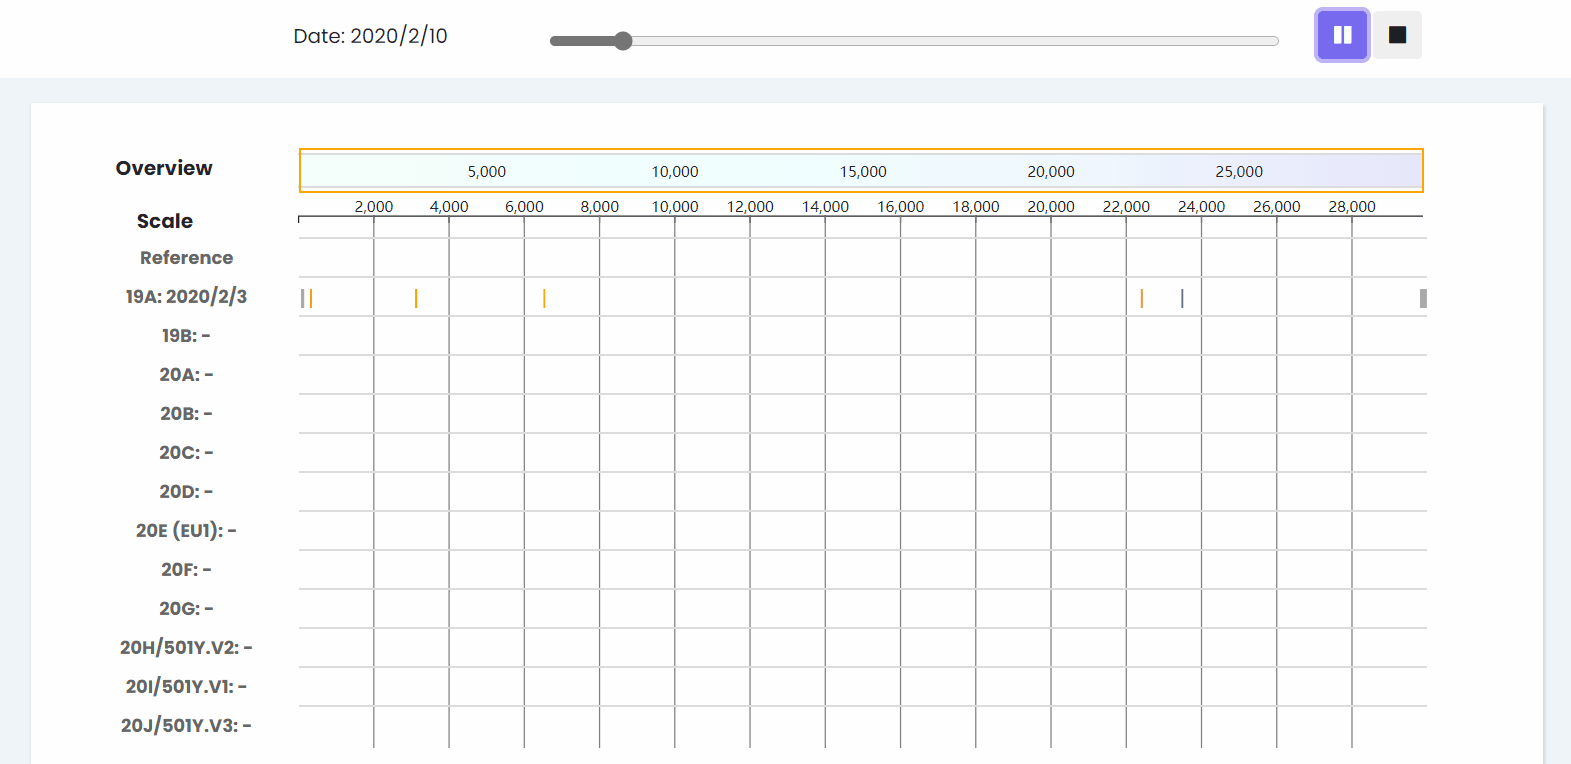 Date: 2020/2/10
Overview
5,000 10,000 15,000 20,000 25,000
Scale
2,000 4,000 6,000 8,000 10,000 12,000 14,000 16,000 18,000 20,000 22,000 24,000 26,000 28,000
Reference
19A: 2020/2/3
19B: -
20A: -
20B: -
20C: -
20D: -
20E (EU1): -
20F: -
20G: -
20H/501Y.V2: -
20I/501Y.V1: -
20J/501Y.V3: -